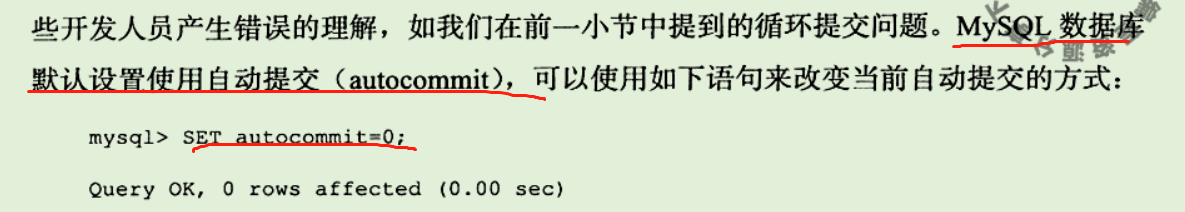 些开发人员产生错误的理解，如我们在前一小节中提到的循环提交问题。MySQL 数据库
默认设置使用自动提交（autocommit），可以使用如下语句来改变当前自动提交的方式：
mysql> SET autocommit=0;
Query OK, 0 rows affected (0.00 sec)